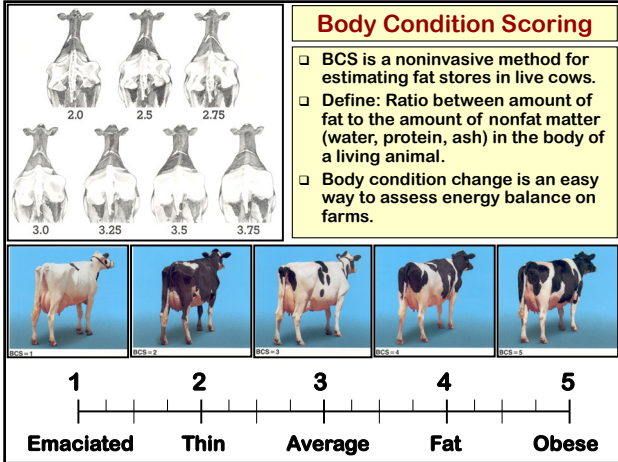 Body Condition Scoring
2.0 2.5 2.75
3.0 3.25 3.5 3.75
❑ BCS is a noninvasive method for
estimating fat stores in live cows.
❑ Define: Ratio between amount of
fat to the amount of nonfat matter
(water, protein, ash) in the body of
a living animal.
❑ Body condition change is an easy
way to assess energy balance on
farms.
BCS=1 BCS=2 BCS=3 BCS=4 BCS=5
1 2 3 4 5
Emaciated Thin Average Fat Obese